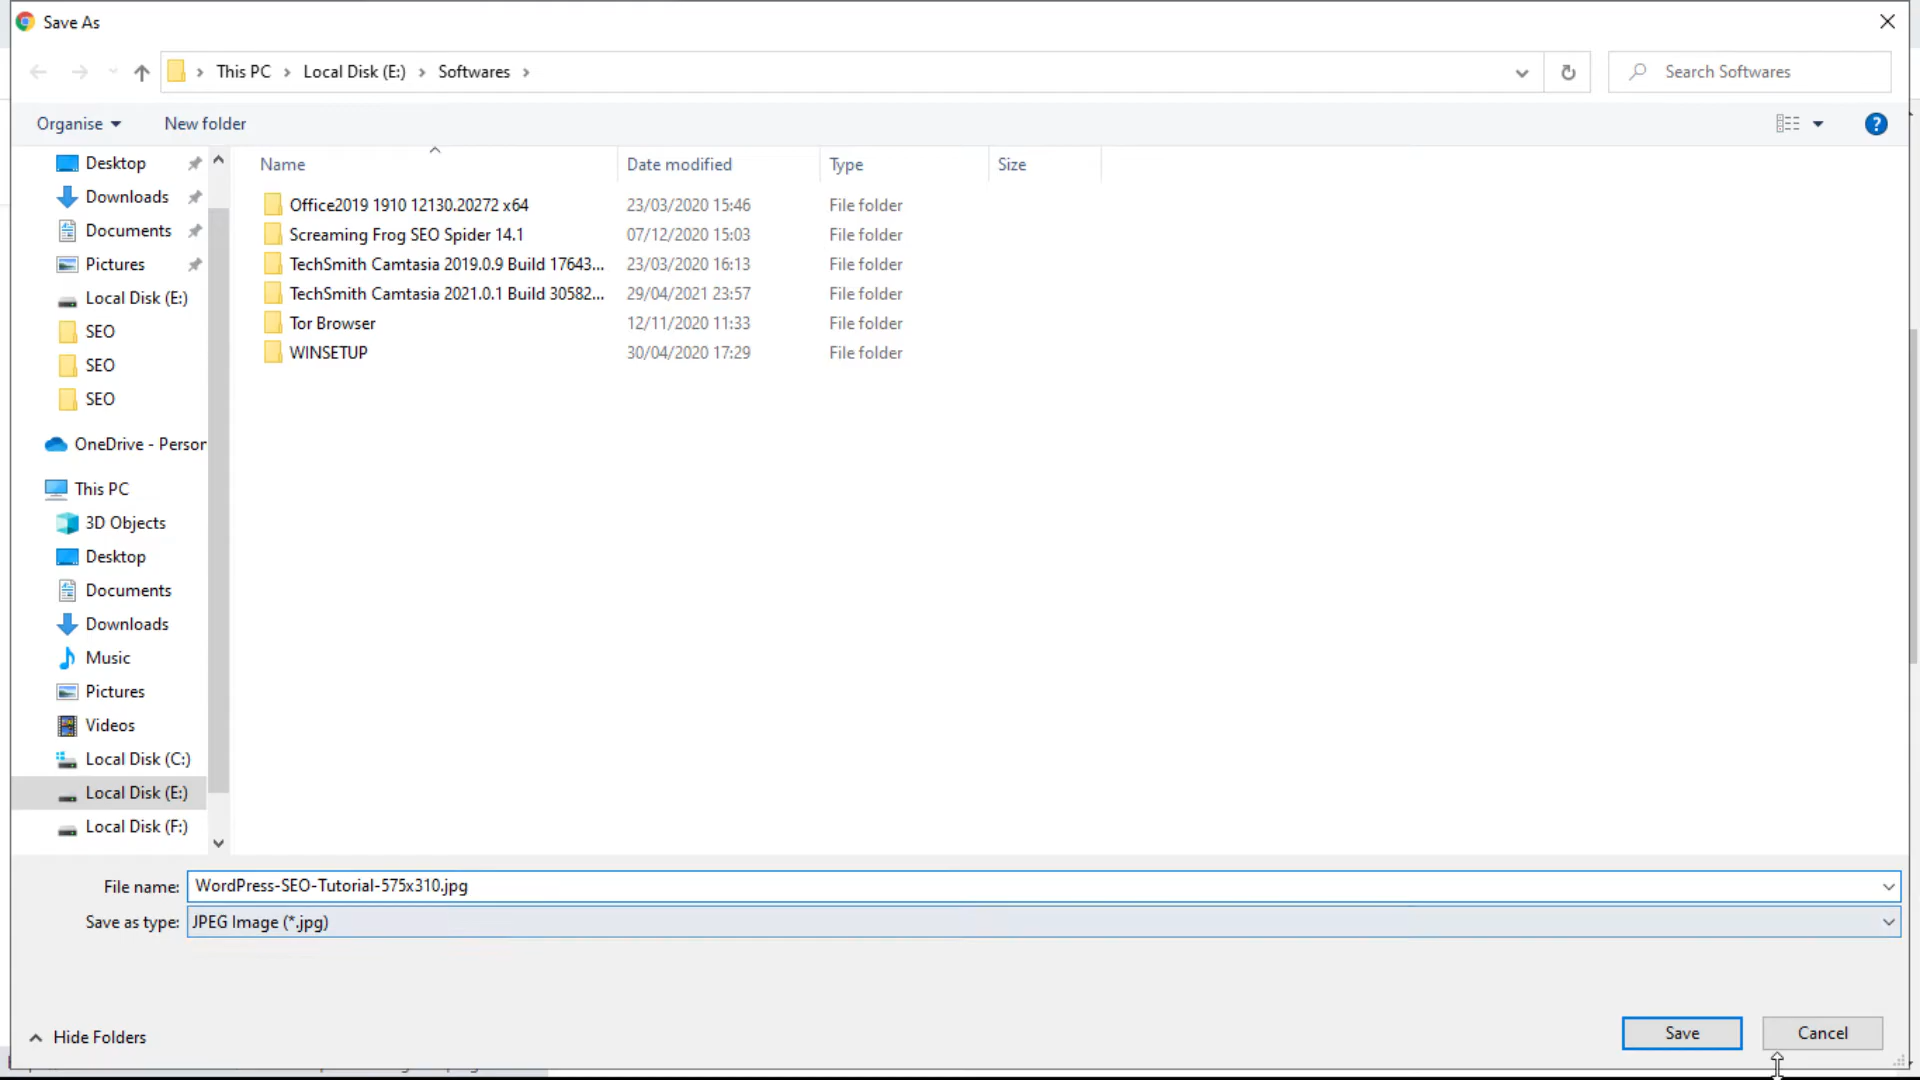 Save As
This PC Local Disk (E:) Softwares
Search Softwares
Organise New folder
?
Name Date modified Type Size
Office2019 1910 12130.20272 x64 23/03/2020 15:46 File folder
Screaming Frog SEO Spider 14.1 07/12/2020 15:03 File folder
TechSmith Camtasia 2019.0.9 Build 17643... 23/03/2020 16:13 File folder
TechSmith Camtasia 2021.0.1 Build 30582... 29/04/2021 23:57 File folder
Tor Browser 12/11/2020 11:33 File folder
WINSETUP 30/04/2020 17:29 File folder
Desktop
Downloads
Documents
Pictures
Local Disk (E:)
SEO
SEO
SEO
OneDrive - Person
This PC
3D Objects
Desktop
Documents
Downloads
Music
Pictures
Videos
Local Disk (C:)
Local Disk (E:)
Local Disk (F:)
File name: WordPress-SEO-Tutorial-575x310.jpg
Save as type: JPEG Image (*.jpg)
Hide Folders
Save Cancel